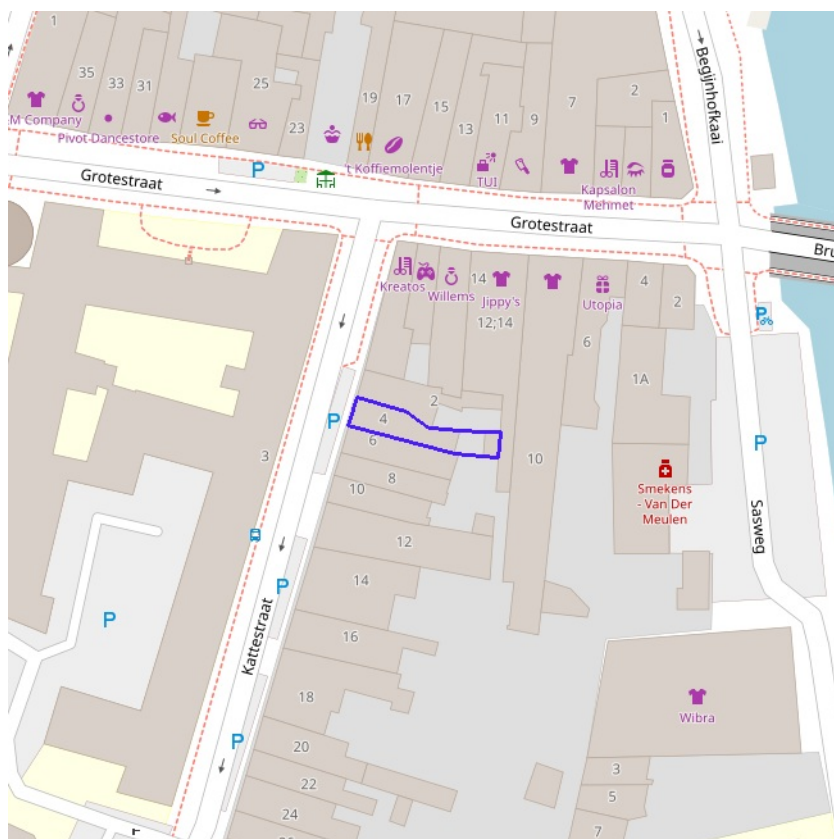 1
35
33
31
25
23
19
17
15
13
11
9
7
2
1
M Company
Pivot Dancestore
Soul Coffee
't Koffiemolentje
TUI
Kapsalon
Mehmet
Begijnhofkaai
P
Grotestraat
Grotestraat
Bru
Kreatos
Willems
14
Jippy's
12;14
Utopia
4
2
P
6
1A
2
4
P
6
3
8
10
10
P
Smekens
- Van Der
Meulen
Sasweg
12
14
P
P
Kattestraat
16
18
Wibra
P
20
3
22
5
24
7